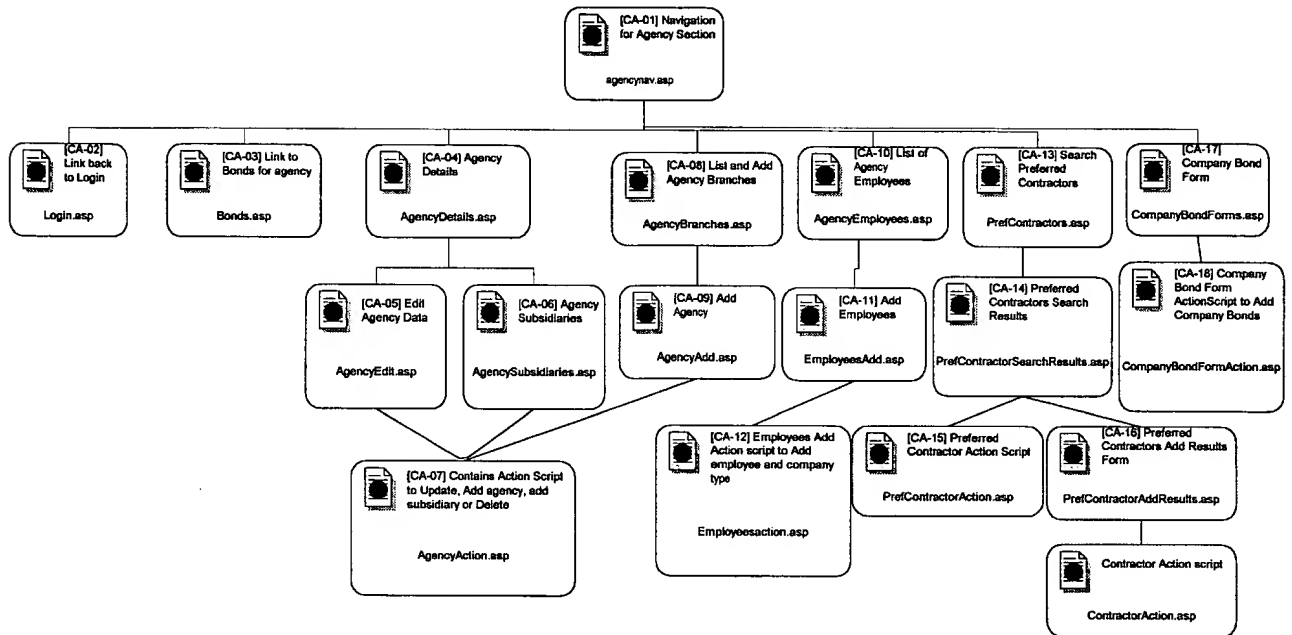 [CA-01] Navigation
for Agency Section
agencynav.asp
[CA-02]
Link back
to Login
Login.asp
[CA-03] Link to
Bonds for agency
Bonds.asp
[CA-04] Agency
Details
AgencyDetails.asp
[CA-08] List and Add
Agency Branches
AgencyBranches.asp
[CA-10] List of
Agency
Employees
AgencyEmployees.asp
[CA-13] Search
Preferred
Contractors
PrefContractors.asp
[CA-17]
Company Bond
Form
CompanyBondForms.asp
[CA-05] Edit
Agency Data
AgencyEdit.asp
[CA-06] Agency
Subsidiaries
AgencySubsidiaries.asp
[CA-09] Add
Agency
AgencyAdd.asp
[CA-11] Add
Employees
EmployeesAdd.asp
[CA-14] Preferred
Contractors Search
Results
PrefContractorSearchResults.asp
[CA-18] Company
Bond Form
ActionScript to Add
Company Bonds
CompanyBondFormAction.asp
[CA-07] Contains Action Script
to Update, Add agency, add
subsidiary or Delete
AgencyAction.asp
[CA-12] Employees Add
Action script to Add
employee and company
type
Employeesaction.asp
[CA-15] Preferred
Contractor Action Script
PrefContractorAction.asp
[CA-16] Preferred
Contractors Add Results
Form
PrefContractorAddResults.asp
Contractor Action script
ContractorAction.asp